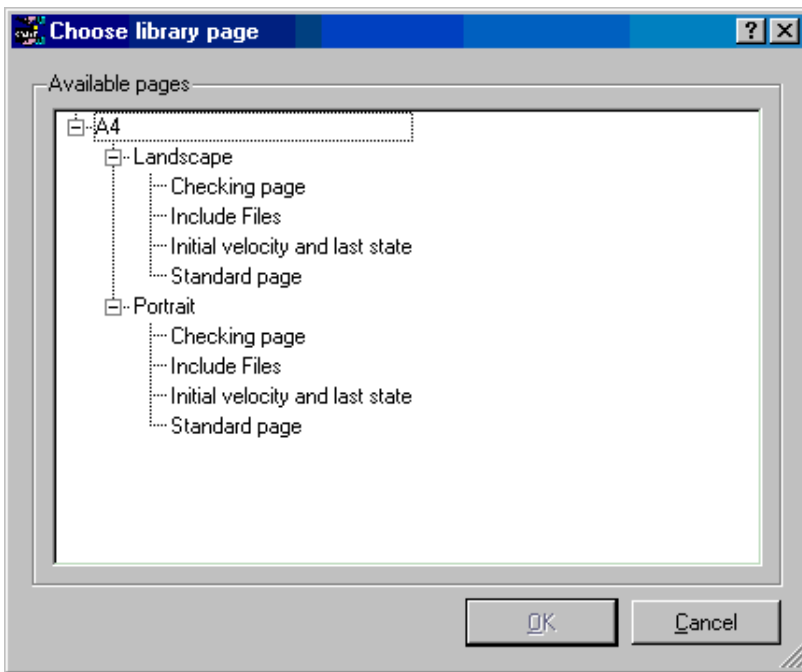 Choose library page
Available pages
A4
Landscape
Checking page
Include Files
Initial velocity and last state
Standard page
Portrait
Checking page
Include Files
Initial velocity and last state
Standard page
OK
Cancel